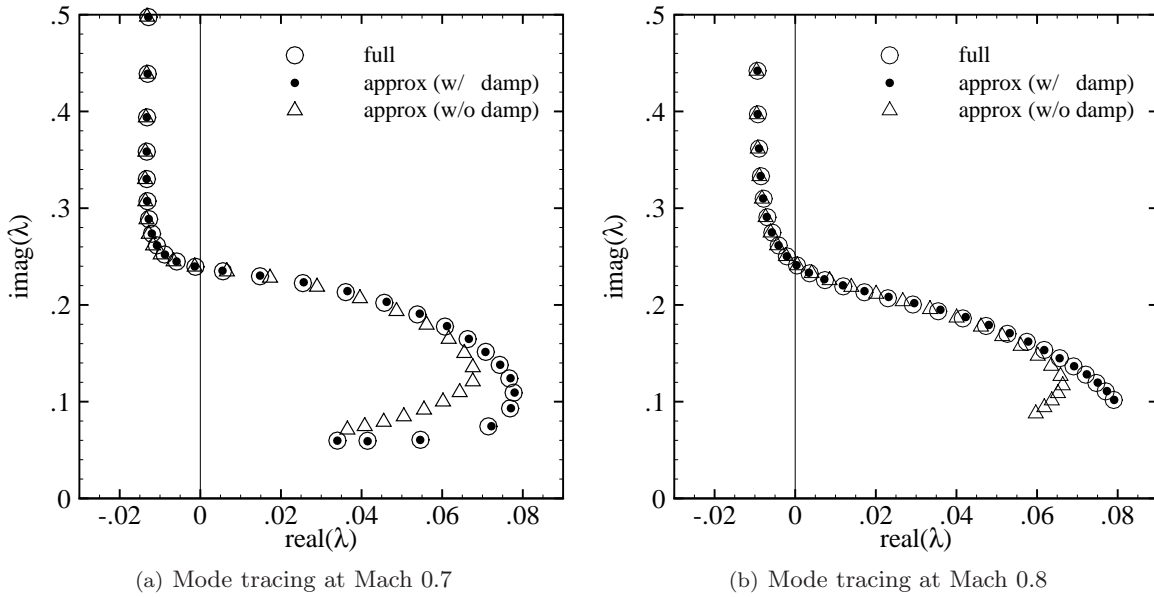 .5
.4
.3
.2
.1
0
imag(λ)
full
approx (w/ damp)
approx (w/o damp)
-.02 0 .02 .04 .06 .08
real(λ)
(a) Mode tracing at Mach 0.7
.5
.4
.3
.2
.1
0
imag(λ)
full
approx (w/ damp)
approx (w/o damp)
-.02 0 .02 .04 .06 .08
real(λ)
(b) Mode tracing at Mach 0.8